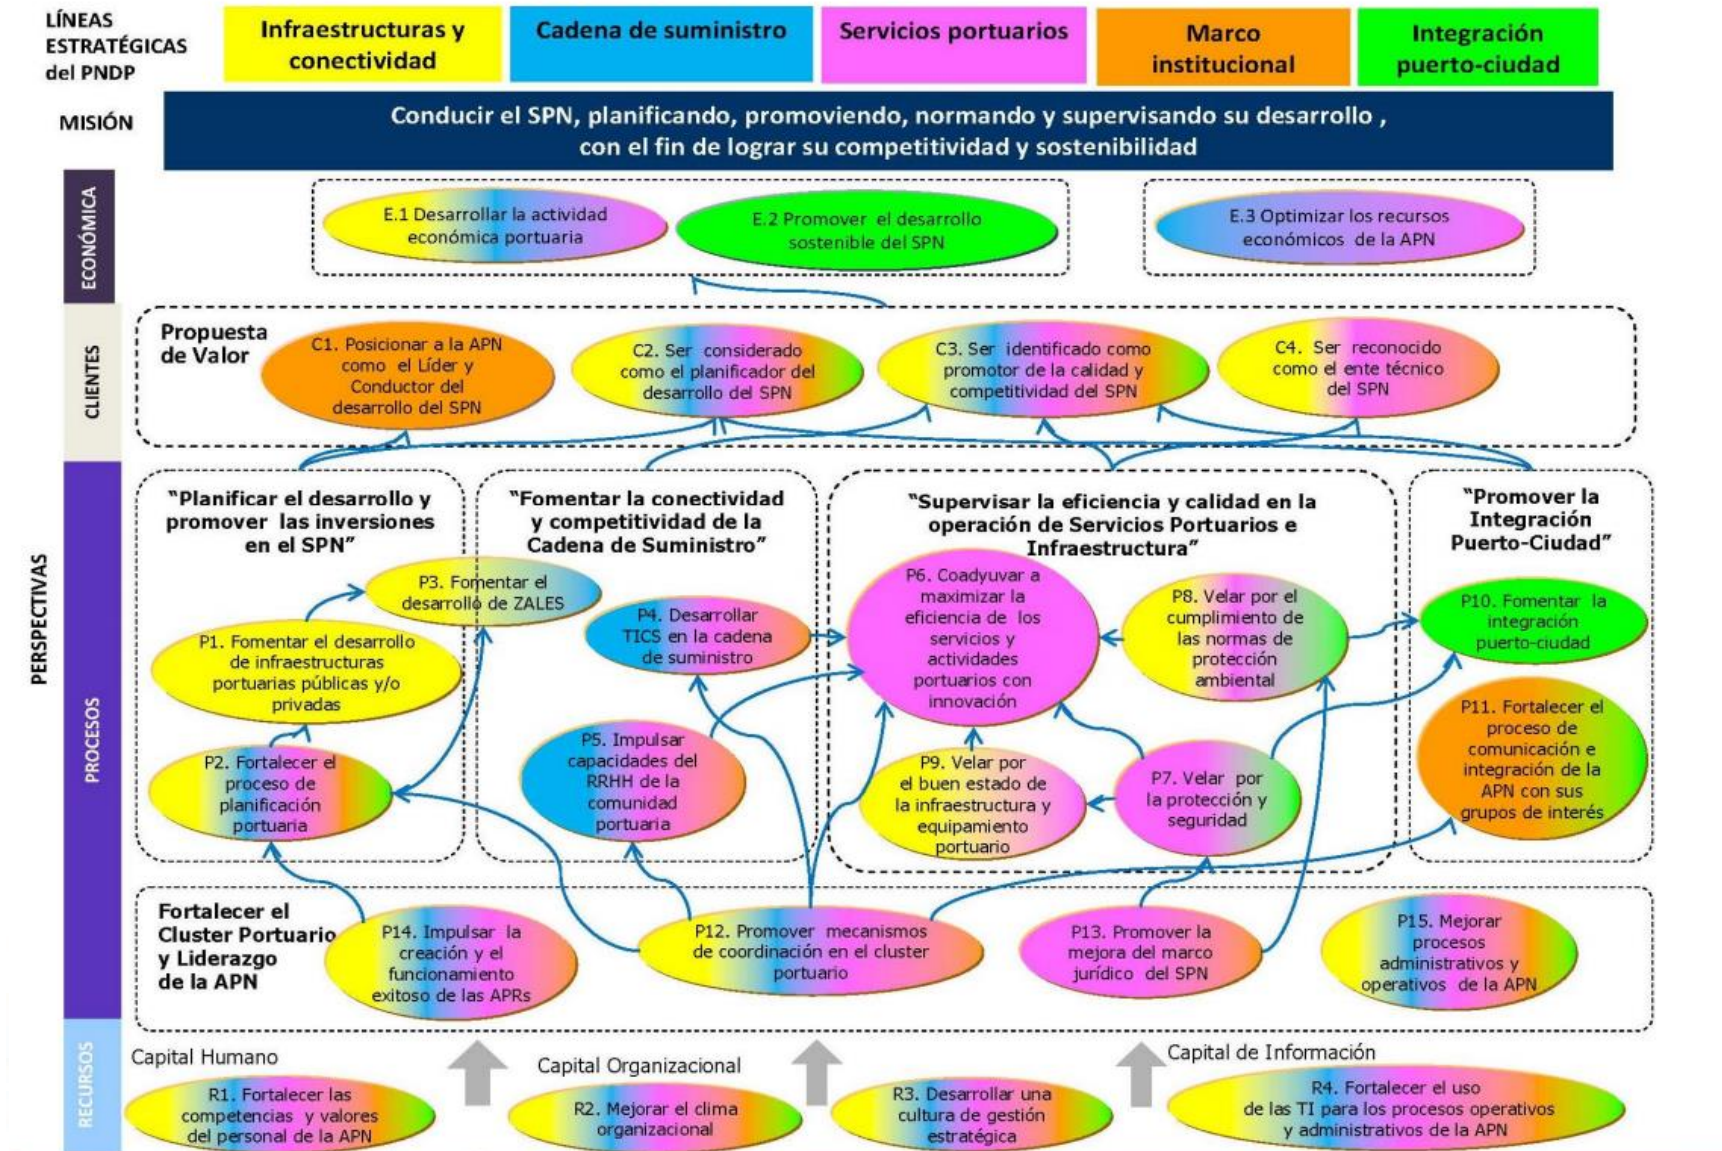 LÍNEAS
ESTRATÉGICAS
del PNDP
Infraestructuras y
conectividad
Cadena de suministro
Servicios portuarios
Marco
institucional
Integración
puerto-ciudad
MISIÓN
Conducir el SPN, planificando, promoviendo, normando y supervisando su desarrollo ,
con el fin de lograr su competitividad y sostenibilidad
PERSPECTIVAS
ECONÓMICA
E.1 Desarrollar la actividad
económica portuaria
E.2 Promover el desarrollo
sostenible del SPN
E.3 Optimizar los recursos
económicos de la APN
CLIENTES
Propuesta
de Valor
C1. Posicionar a la APN
como el Líder y
Conductor del
desarrollo del SPN
C2. Ser considerado
como el planificador del
desarrollo del SPN
C3. Ser identificado como
promotor de la calidad y
competitividad del SPN
C4. Ser reconocido
como el ente técnico
del SPN
PROCESOS
"Planificar el desarrollo y
promover las inversiones
en el SPN"
"Fomentar la conectividad
y competitividad de la
Cadena de Suministro"
"Supervisar la eficiencia y calidad en la
operación de Servicios Portuarios e
Infraestructura"
"Promover la
Integración
Puerto-Ciudad"
P3. Fomentar el
desarrollo de ZALES
P1. Fomentar el desarrollo
de infraestructuras
portuarias públicas y/o
privadas
P2. Fortalecer el
proceso de
planificación
portuaria
P4. Desarrollar
TICS en la cadena
de suministro
P5. Impulsar
capacidades del
RRHH de la
comunidad
portuaria
P6. Coadyuvar a
maximizar la
eficiencia de los
servicios y
actividades
portuarios con
innovación
P8. Velar por el
cumplimiento de
las normas de
protección
ambiental
P9. Velar por
el buen estado de
la infraestructura y
equipamiento
portuario
P7. Velar por
la protección y
seguridad
P10. Fomentar la
integración
puerto-ciudad
P11. Fortalecer el
proceso de
comunicación e
integración de la
APN con sus
grupos de interés
Fortalecer el
Cluster Portuario
y Liderazgo
de la APN
P14. Impulsar la
creación y el
funcionamiento
exitoso de las APRs
P12. Promover mecanismos
de coordinación en el cluster
portuario
P13. Promover la
mejora del marco
jurídico del SPN
P15. Mejorar
procesos
administrativos y
operativos de la APN
RECURSOS
Capital Humano
Capital Organizacional
Capital de Información
R1. Fortalecer las
competencias y valores
del personal de la APN
R2. Mejorar el clima
organizacional
R3. Desarrollar una
cultura de gestión
estratégica
R4. Fortalecer el uso
de las TI para los procesos operativos
y administrativos de la APN